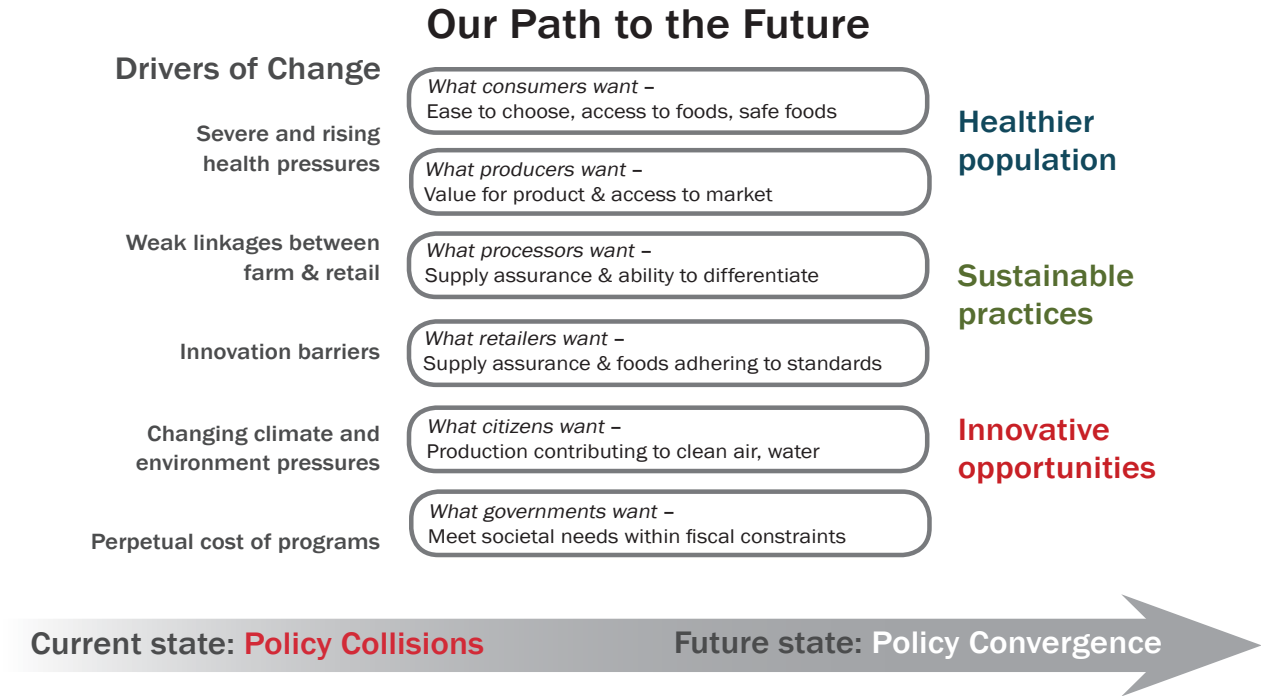 Our Path to the Future
Drivers of Change
Severe and rising
health pressures
Weak linkages between
farm & retail
Innovation barriers
Changing climate and
environment pressures
Perpetual cost of programs
What consumers want –
Ease to choose, access to foods, safe foods
What producers want –
Value for product & access to market
What processors want –
Supply assurance & ability to differentiate
What retailers want –
Supply assurance & foods adhering to standards
What citizens want –
Production contributing to clean air, water
What governments want –
Meet societal needs within fiscal constraints
Healthier
population
Sustainable
practices
Innovative
opportunities
Current state: Policy Collisions
Future state: Policy Convergence